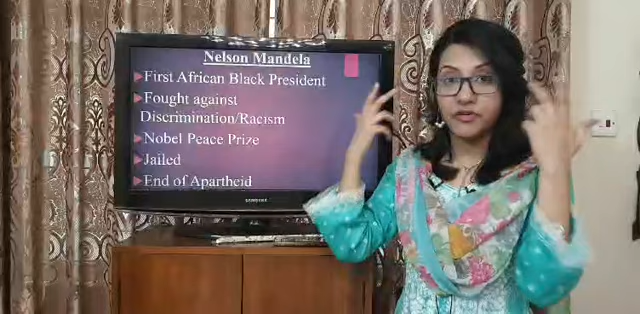 Nelson Mandela
First African Black President
Fought against
Discrimination/Racism
Nobel Peace Prize
Jailed
End of Apartheid
SAMSUNG